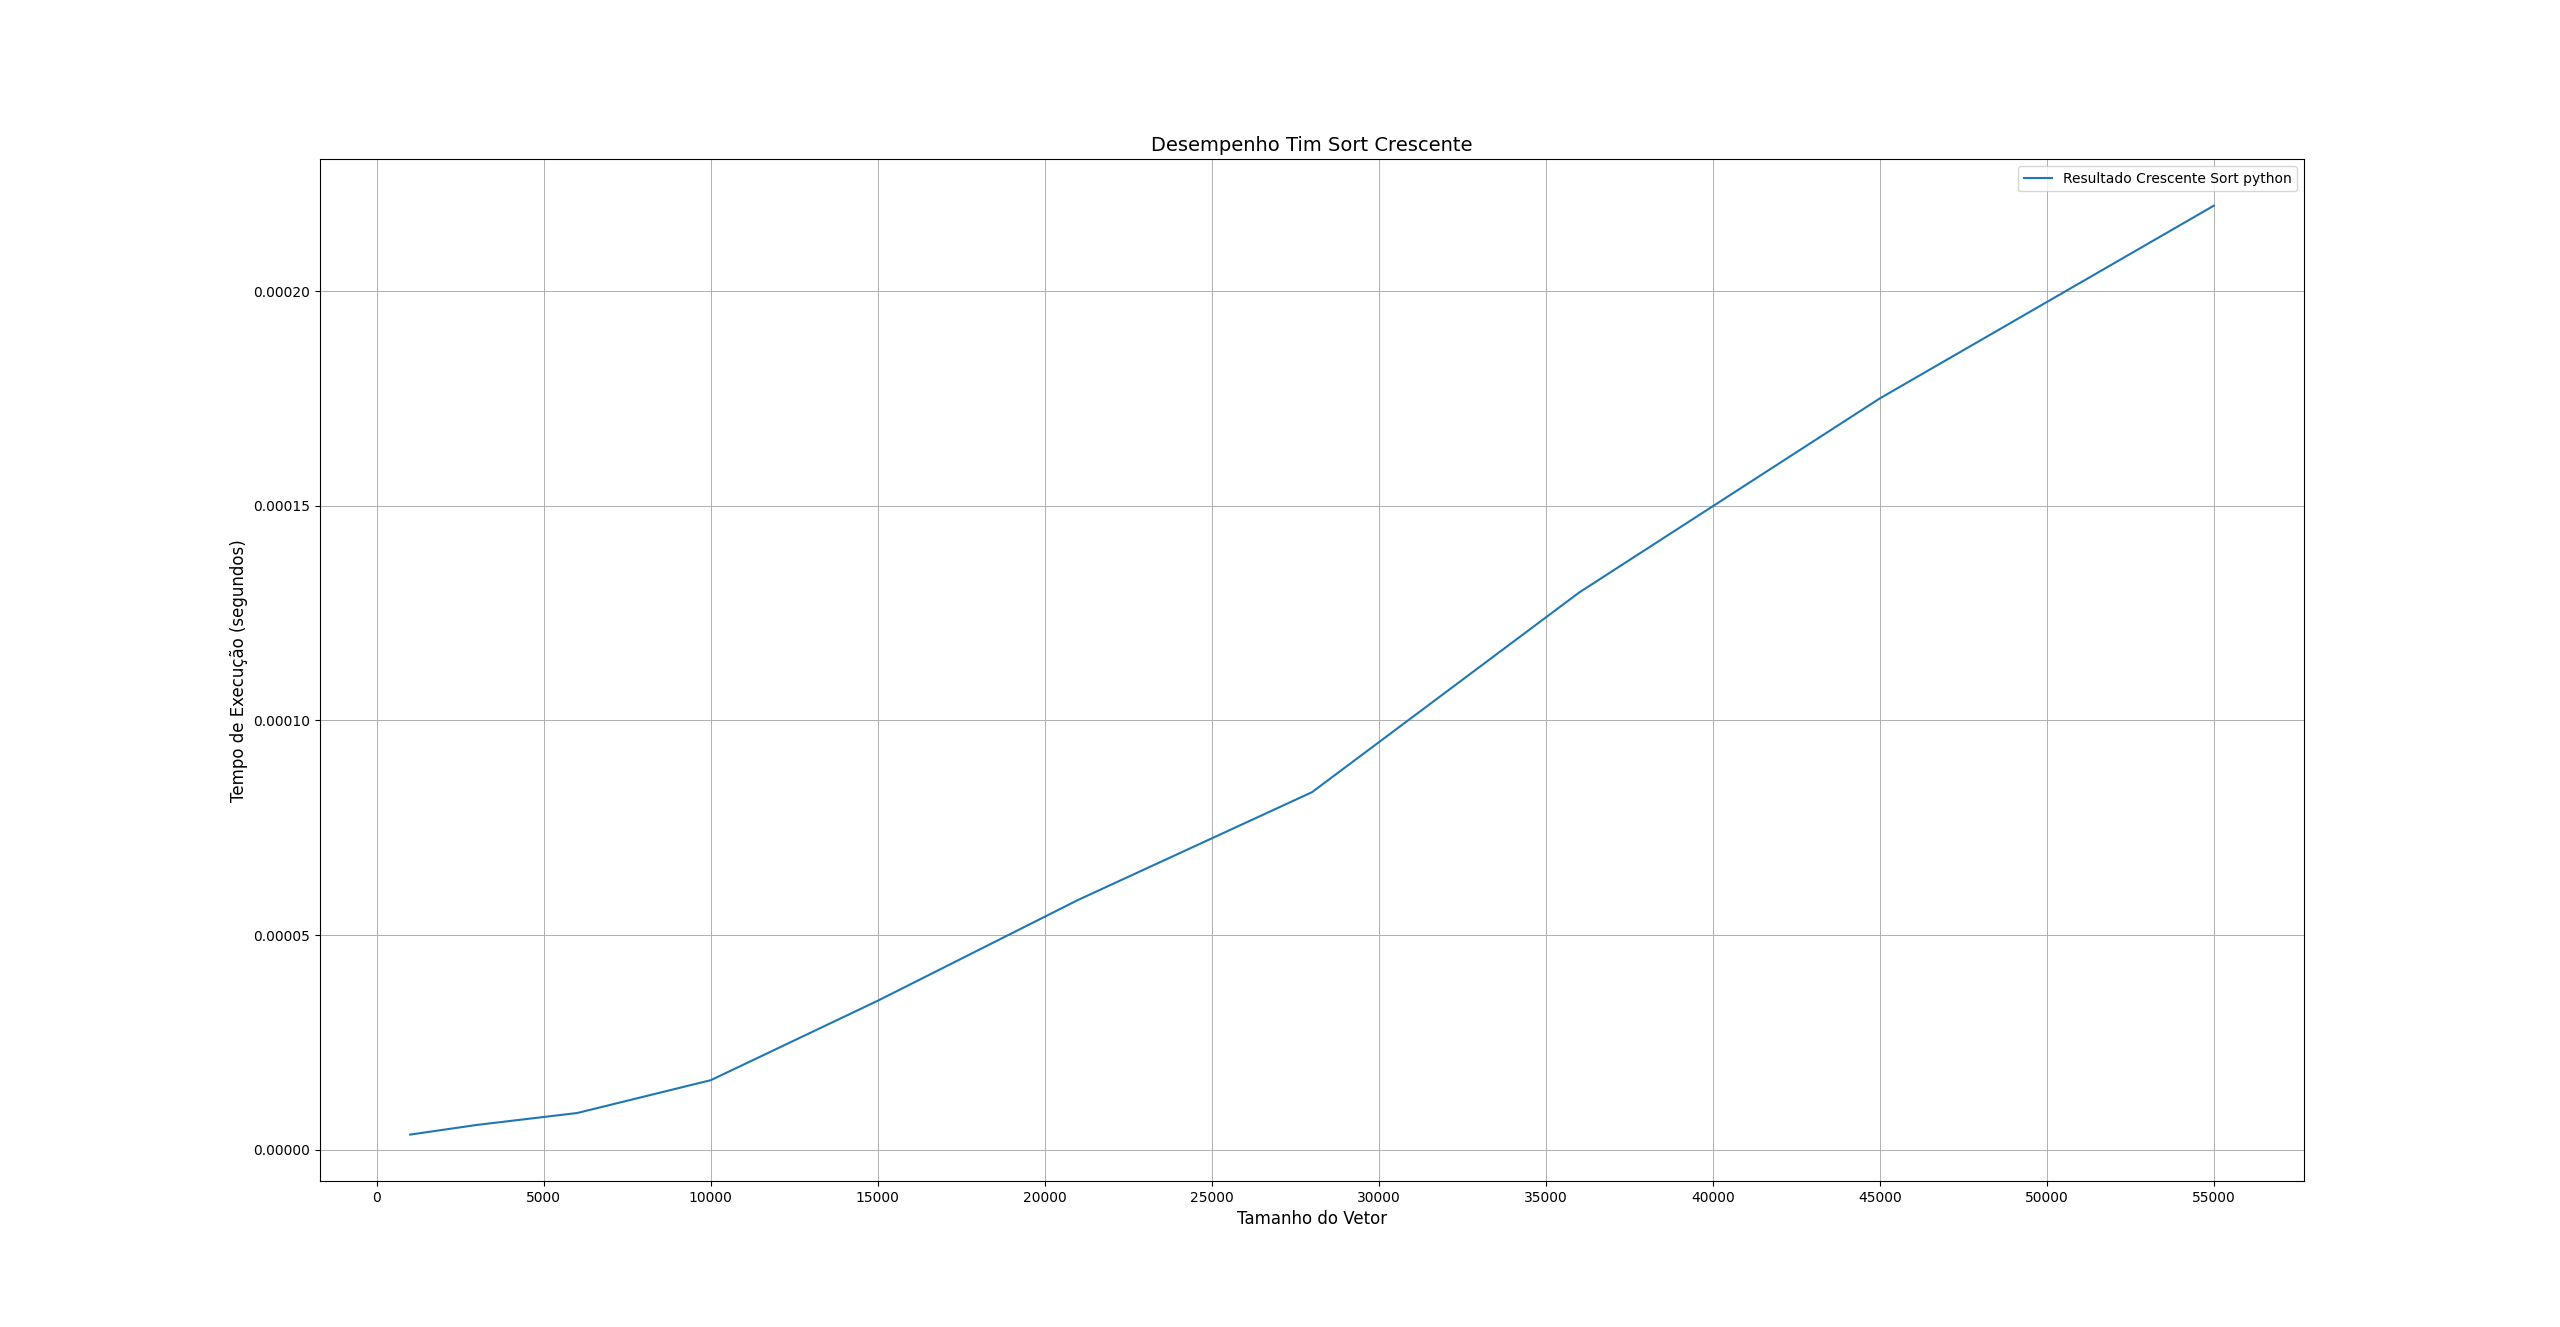 Desempenho Tim Sort Crescente
Resultado Crescente Sort python
0.00020
0.00015
0.00010
0.00005
0.00000
Tempo de Execução (segundos)
0 5000 10000 15000 20000 25000 30000 35000 40000 45000 50000 55000
Tamanho do Vetor